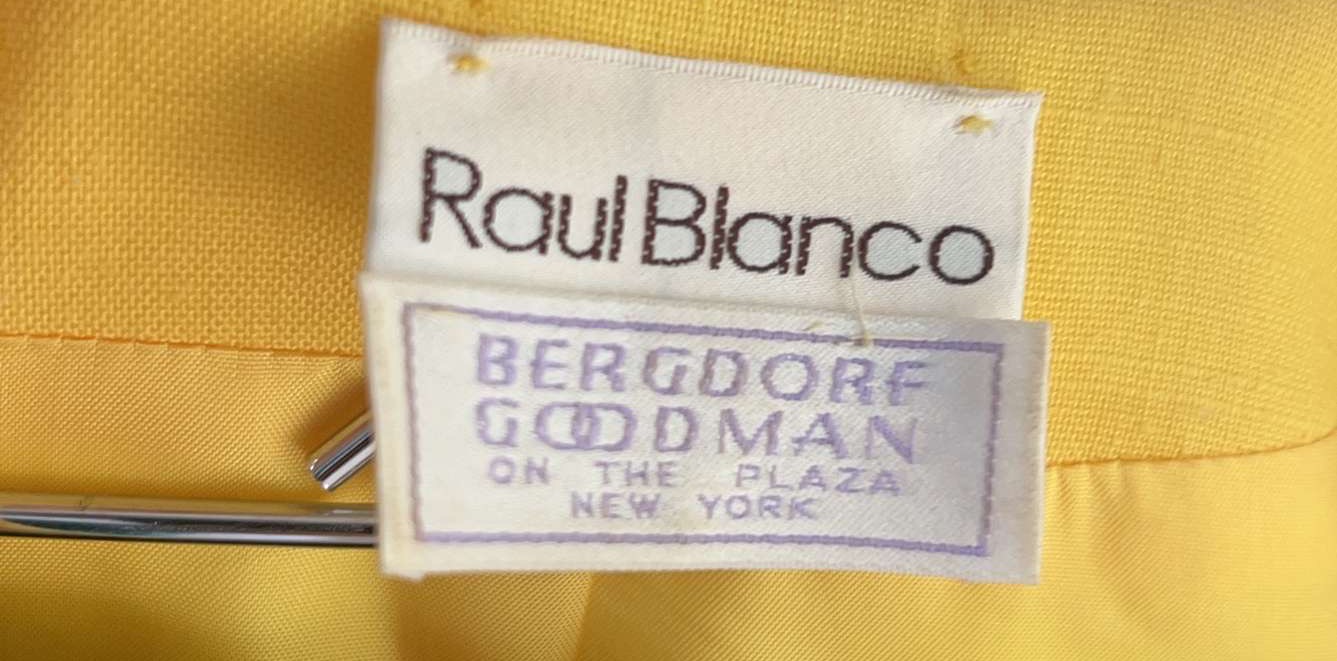 Raul Blanco
BERGDORF
GOODMAN
ON THE PLAZA
NEW YORK